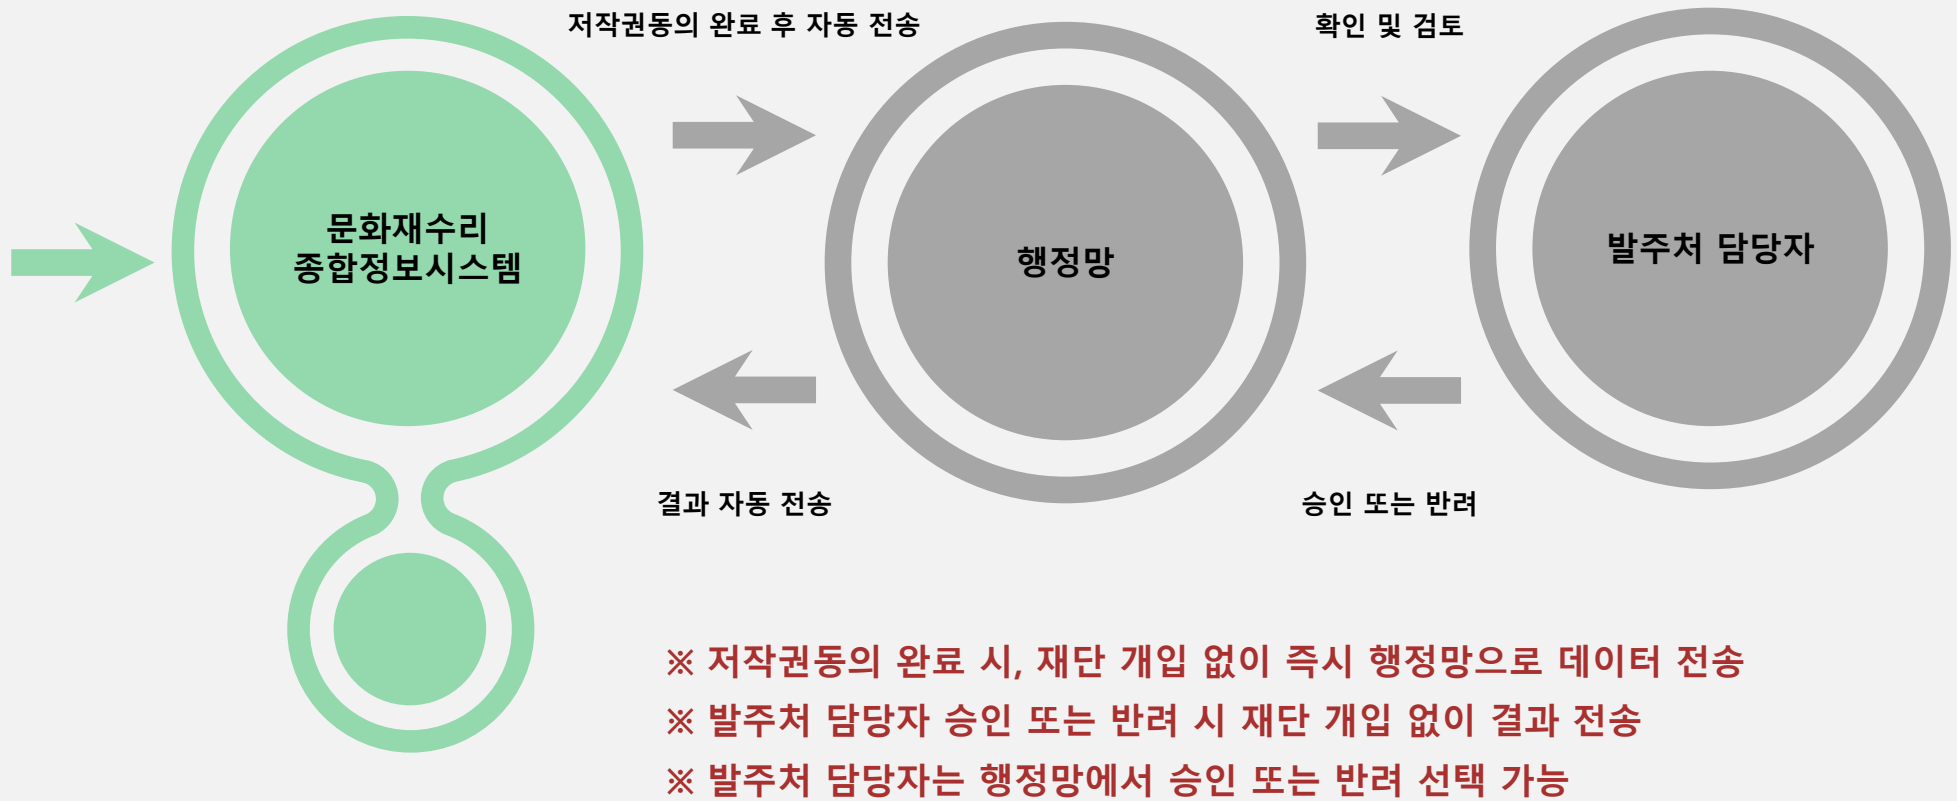 저작권동의 완료 후 자동 전송
확인 및 검토
문화재수리
종합정보시스템
행정망
발주처 담당자
결과 자동 전송
승인 또는 반려
※ 저작권동의 완료 시, 재단 개입 없이 즉시 행정망으로 데이터 전송
※ 발주처 담당자 승인 또는 반려 시 재단 개입 없이 결과 전송
※ 발주처 담당자는 행정망에서 승인 또는 반려 선택 가능